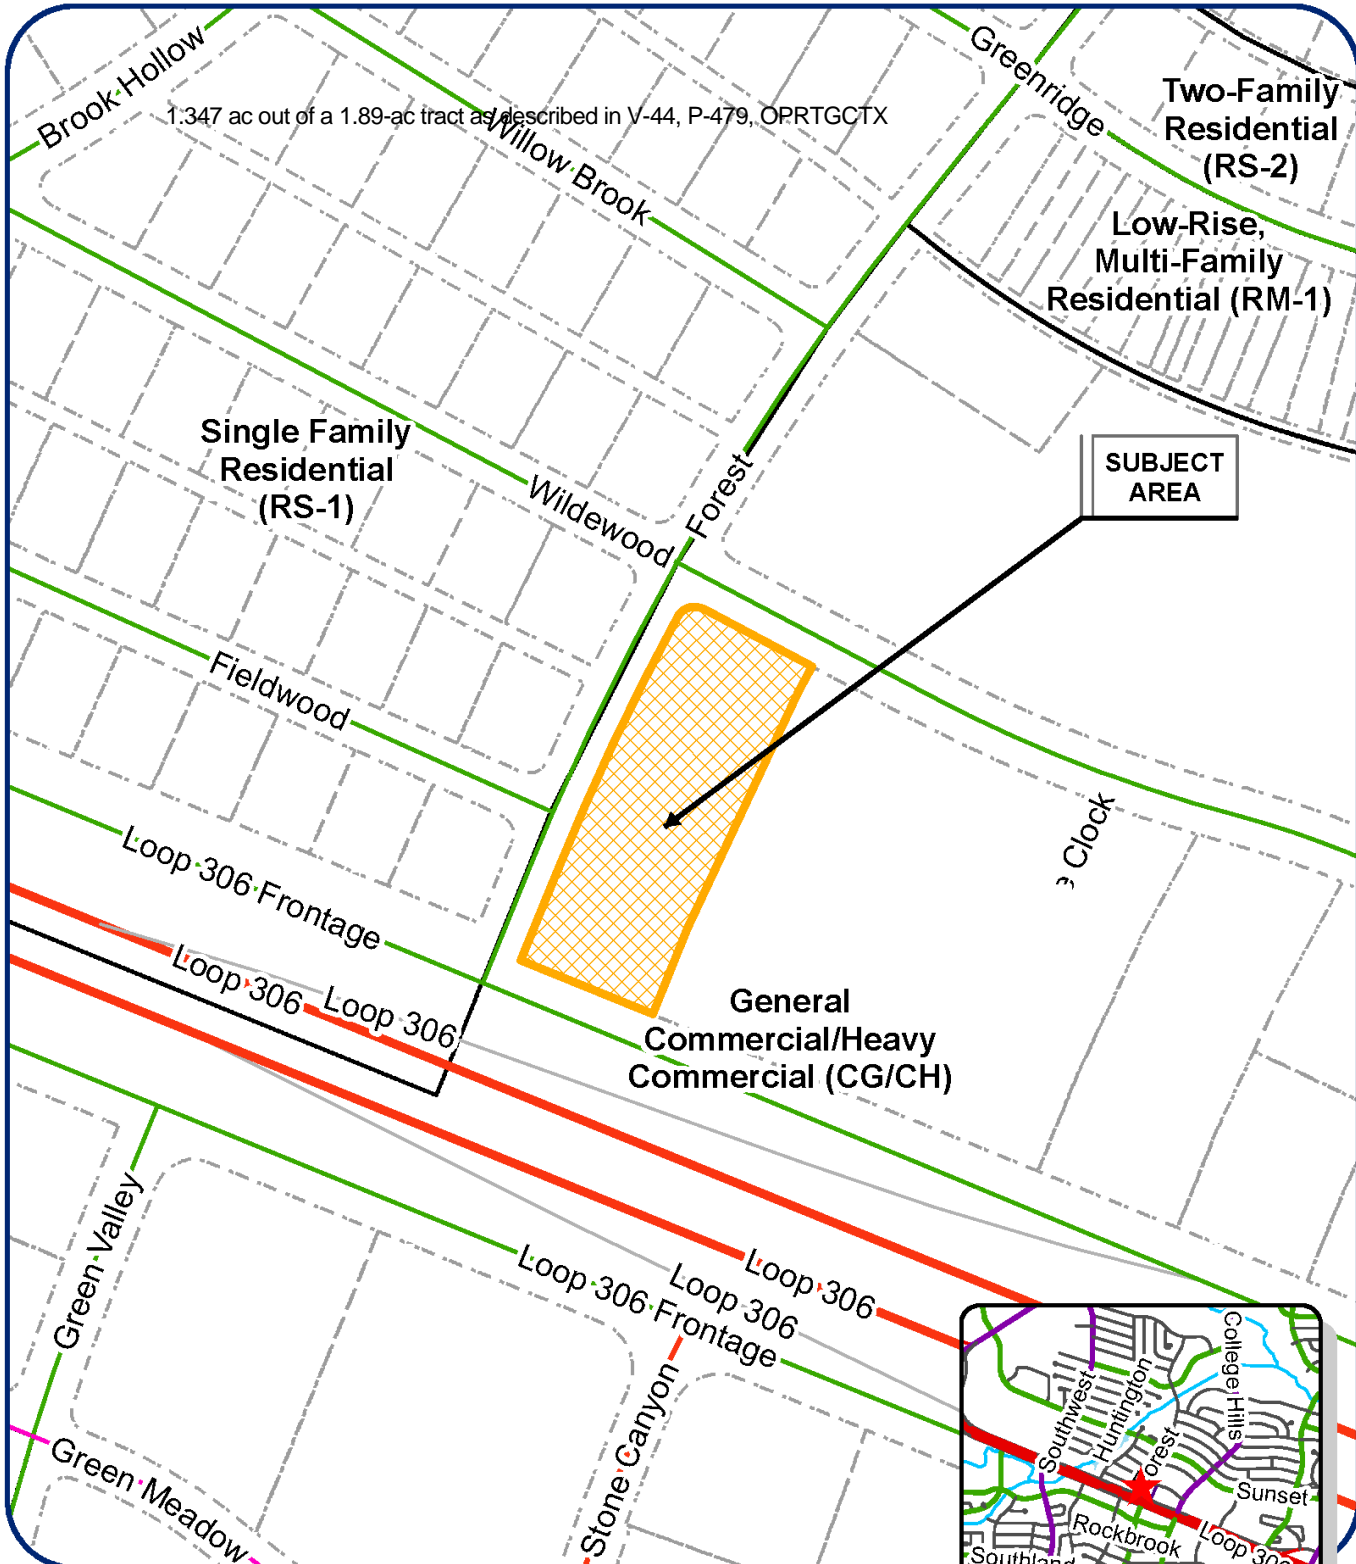 Brook Hollow
1.347 ac out of a 1.89-ac tract as described in V-44, P-479, OPRTGCTX
Willow Brook
Greenridge
Two-Family
Residential
(RS-2)
Low-Rise,
Multi-Family
Residential (RM-1)
Single Family
Residential
(RS-1)
Wildewood
Forest
SUBJECT
AREA
Fieldwood
Loop 306 Frontage
Clock
Loop 306
Loop 306
General
Commercial/Heavy
Commercial (CG/CH)
Green Valley
Loop 306 Frontage
Loop 306
Loop 306
Stone Canyon
Green Meadow
Southwest
Huntington
College Hills
orest
Sunset
Rockbrook
Loop 306
Southland